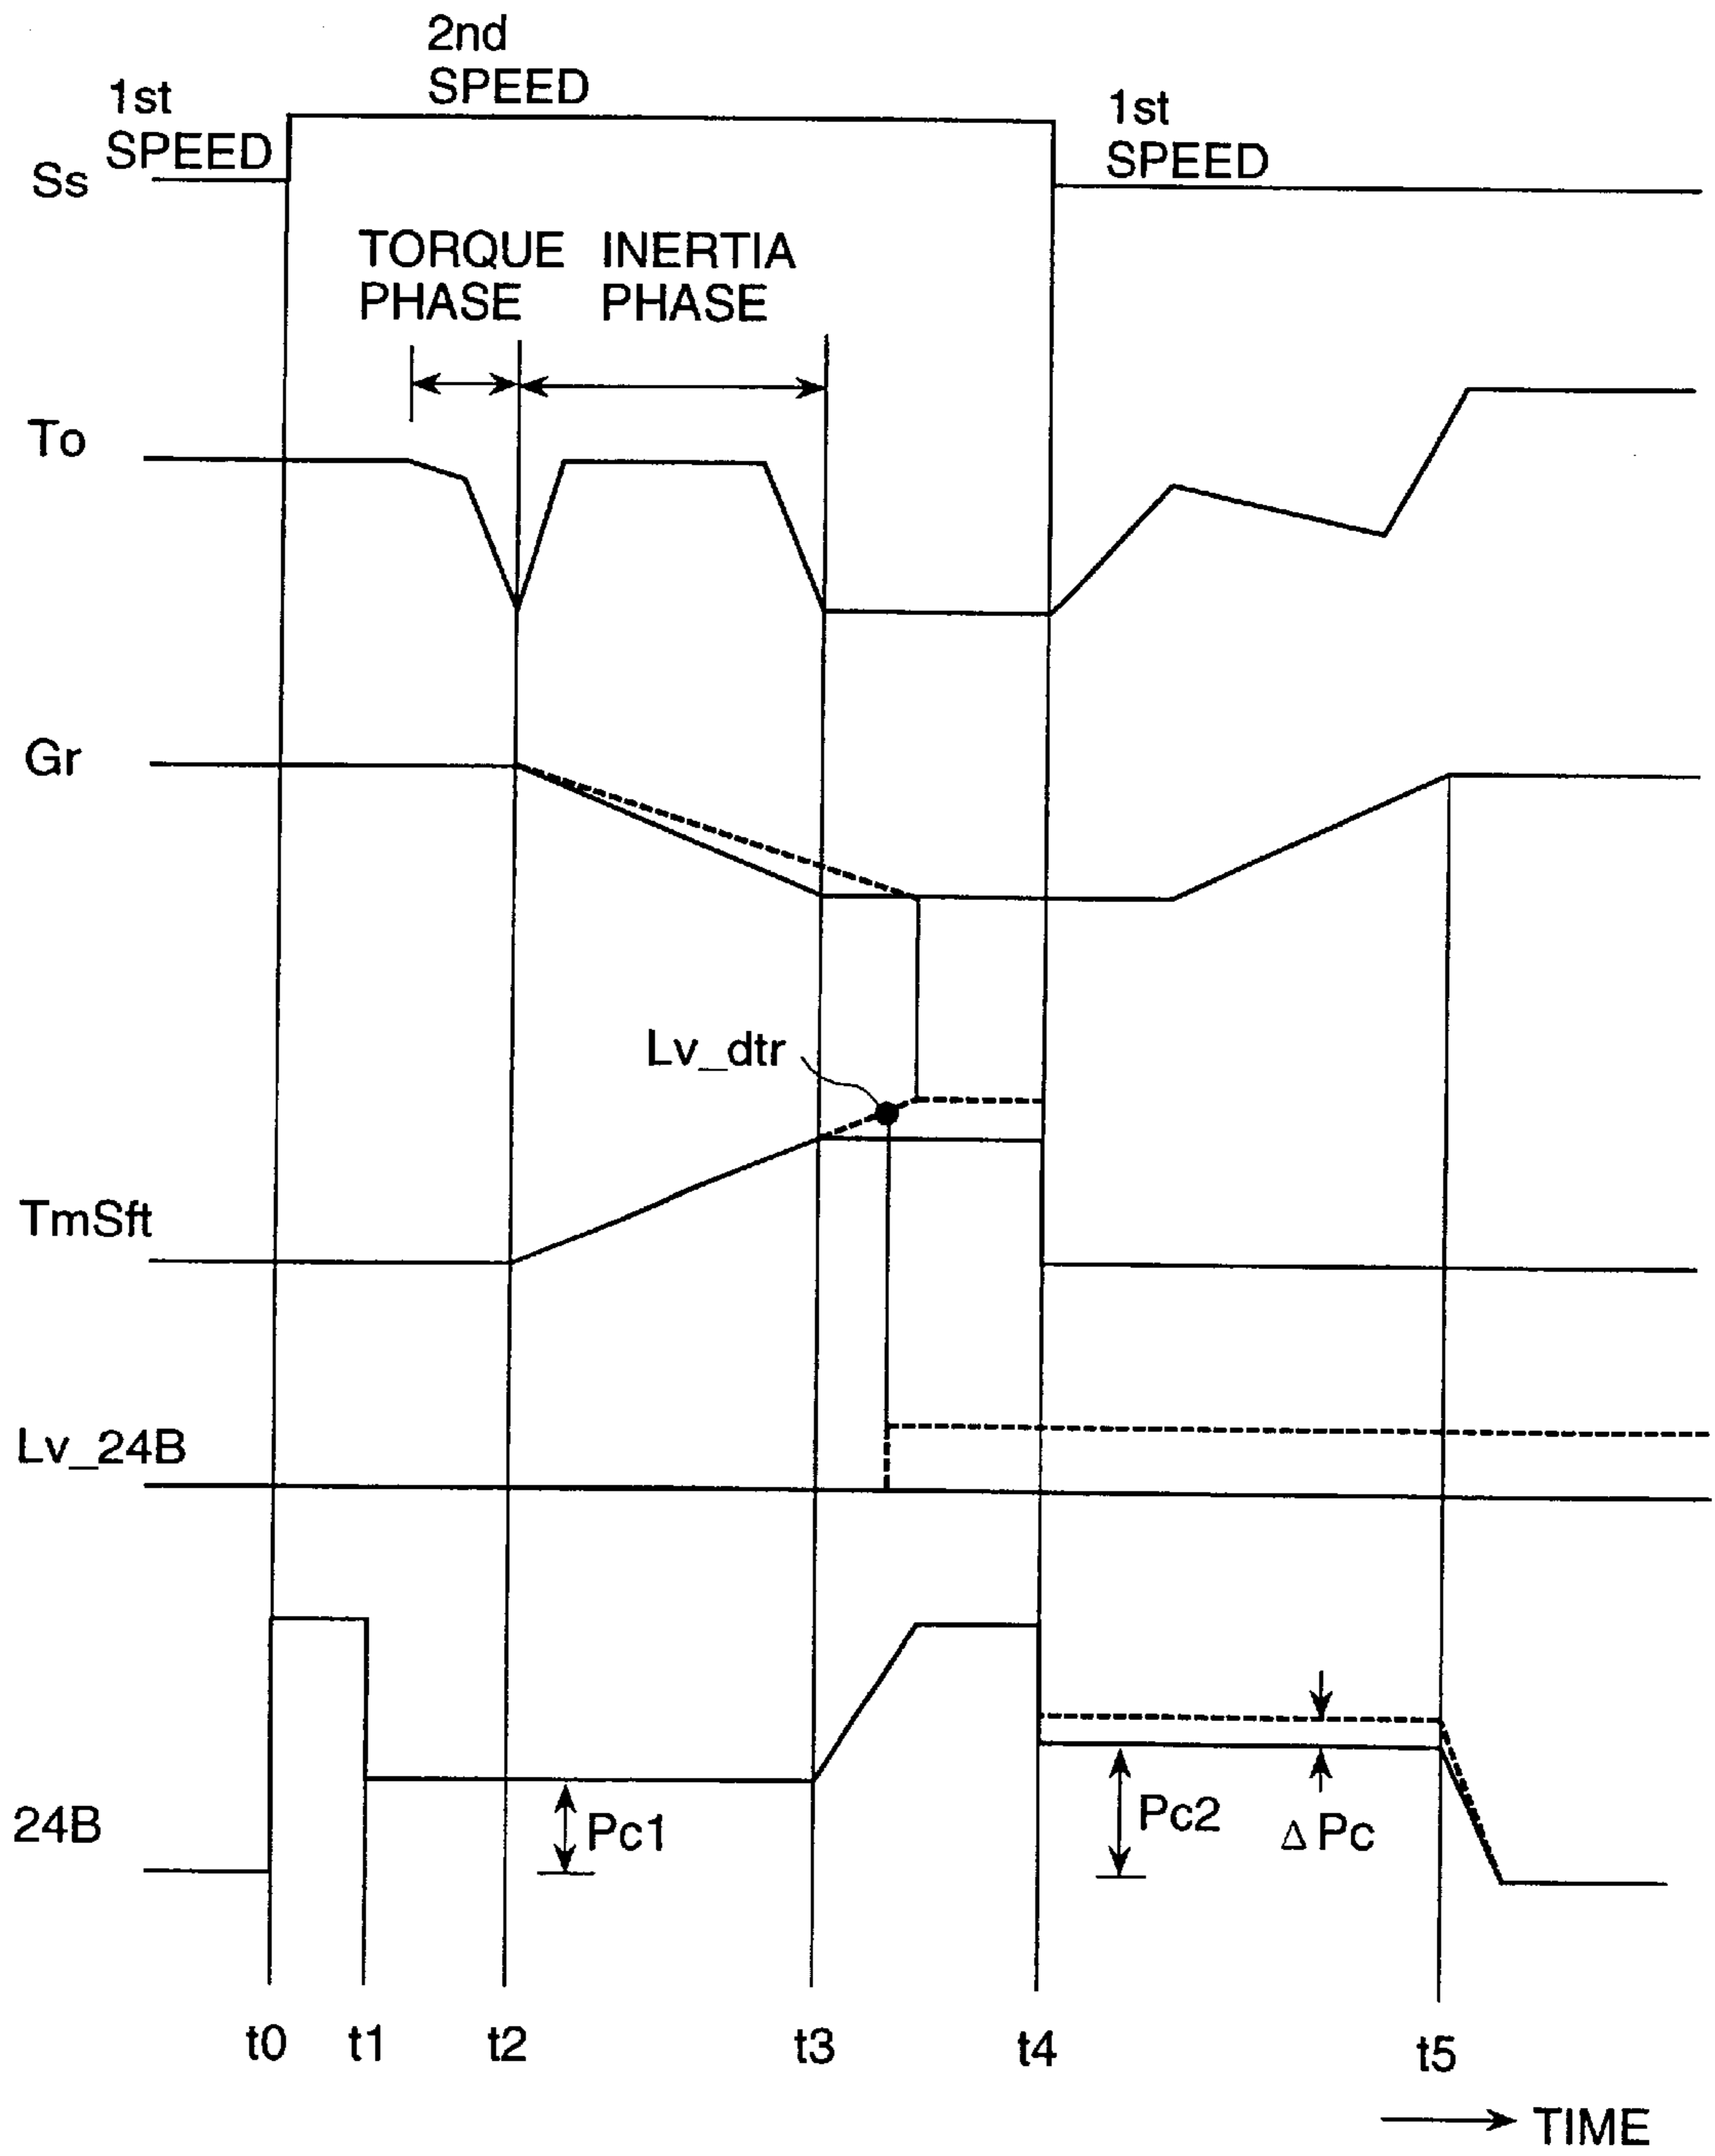 2nd
SPEED
1st
SPEED
1st
SPEED
Ss
TORQUE
PHASE
INERTIA
PHASE
To
Gr
Lv_dtr
TmSft
Lv_24B
24B
Pc1
Pc2
Δ Pc
t0
t1
t2
t3
t4
t5
TIME